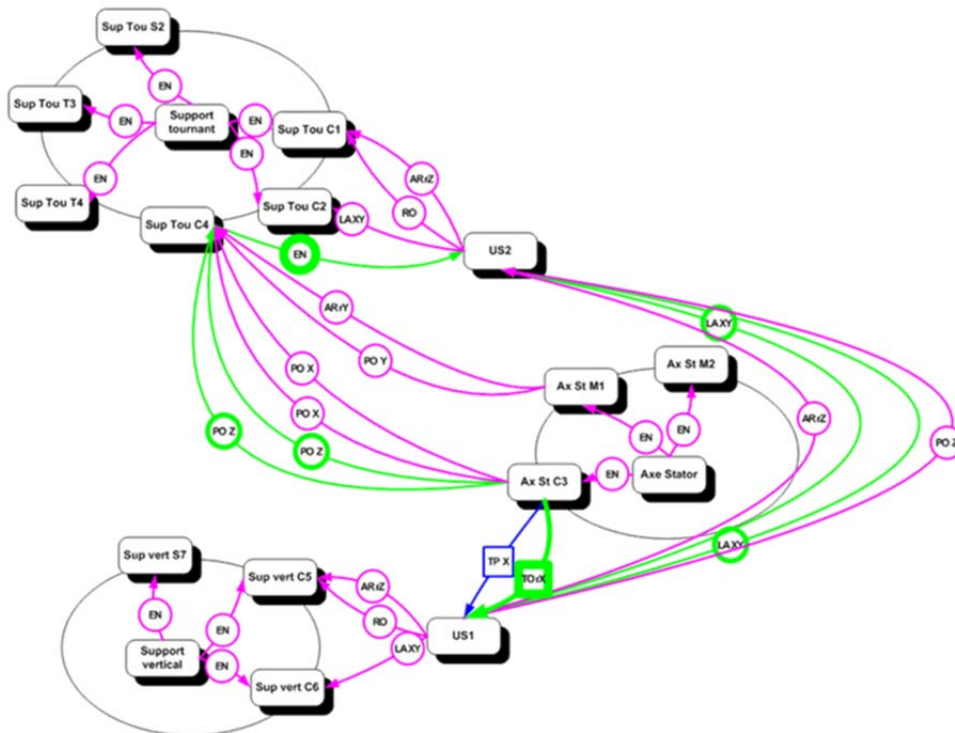 Sup Tou S2
EN
Sup Tou T3
EN
Support
tournant
EN
Sup Tou C1
EN
EN
ARrZ
Sup Tou T4
Sup Tou C2
LAXY
RO
Sup Tou C4
EN
US2
ARrY
LAXY
PO Y
PO X
Ax St M2
Ax St M1
PO X
ARrZ
PO Z
EN
EN
PO Z
PO Z
EN
Axe Stator
Ax St C3
LAXY
Sup vert S7
TP X
TOrX
Sup vert C5
ARrZ
EN
EN
RO
US1
LAXY
Support
vertical
EN
Sup vert C6